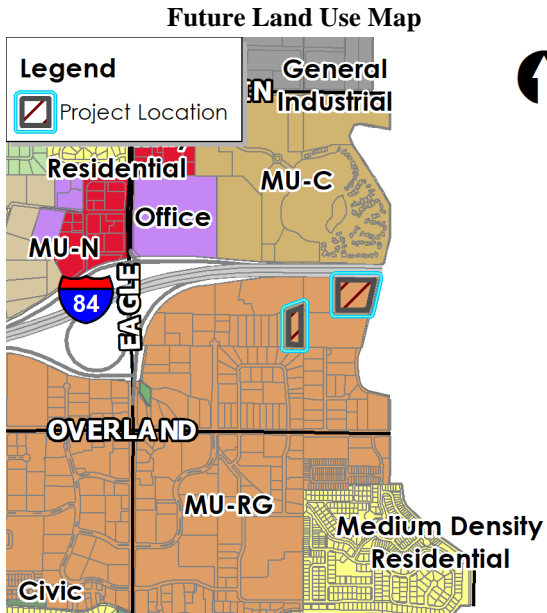 Future Land Use Map
Legend
Project Location
General
Industrial
Residential
MU-C
Office
MU-N
84
EAGLE
OVERLAND
MU-RG
Medium Density
Residential
Civic